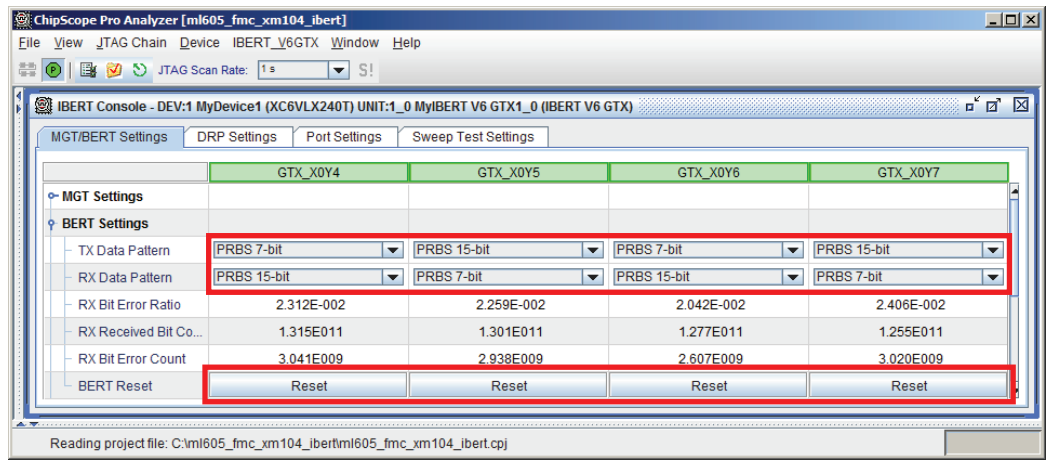 ChipScope Pro Analyzer [ml605_fmc_xm104_ibert]
File View JTAG Chain Device IBERT_V6GTX Window Help
JTAG Scan Rate: 1 s S!
IBERT Console - DEV:1 MyDevice1 (XC6VLX240T) UNIT:1_0 MyIBERT V6 GTX1_0 (IBERT V6 GTX)
MGT/BERT Settings DRP Settings Port Settings Sweep Test Settings
GTX_X0Y4 GTX_X0Y5 GTX_X0Y6 GTX_X0Y7
MGT Settings
BERT Settings
TX Data Pattern PRBS 7-bit PRBS 15-bit PRBS 7-bit PRBS 15-bit
RX Data Pattern PRBS 15-bit PRBS 7-bit PRBS 15-bit PRBS 7-bit
RX Bit Error Ratio 2.312E-002 2.259E-002 2.042E-002 2.406E-002
RX Received Bit Co... 1.315E011 1.301E011 1.277E011 1.255E011
RX Bit Error Count 3.041E009 2.938E009 2.607E009 3.020E009
BERT Reset Reset Reset Reset Reset
Reading project file: C:\ml605_fmc_xm104_ibert\ml605_fmc_xm104_ibert.cpj